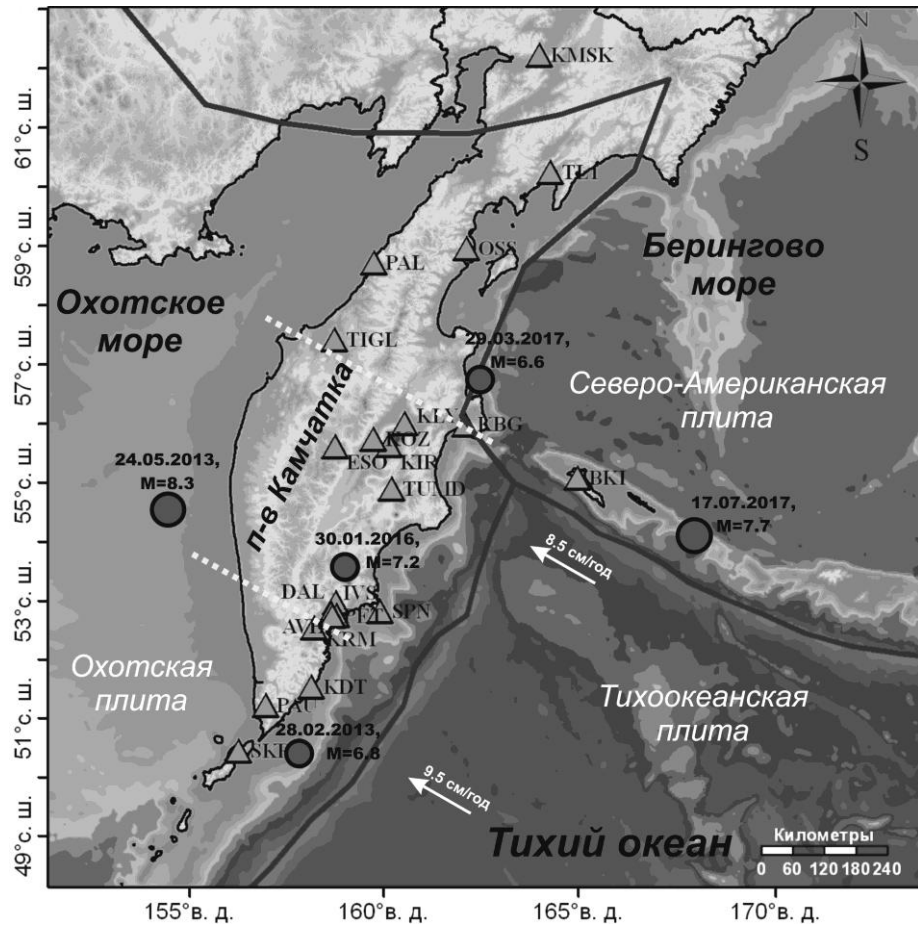 N
S
KMSK
61°с. ш.
TLI
59°с. ш.
OSS
PAL
Берингово
море
Охотское
море
TIGL
29.03.2017,
М=6.6
57°с. ш.
Северо-Американская
плита
п-в Камчатка
KBG
KOZ
ESO
KIR
24.05.2013,
М=8.3
BKI
55°с. ш.
TUMD
17.07.2017,
М=7.7
30.01.2016,
М=7.2
8.5 см/год
DAL
IVS
53°с. ш.
PET
SPN
KRM
Охотская
плита
Тихоокеанская
плита
KDT
PAU
51°с. ш.
28.02.2013,
М=6.8
9.5 см/год
Тихий океан
Километры
0 60 120 180 240
49°с. ш.
155°в. д.
160°в. д.
165°в. д.
170°в. д.